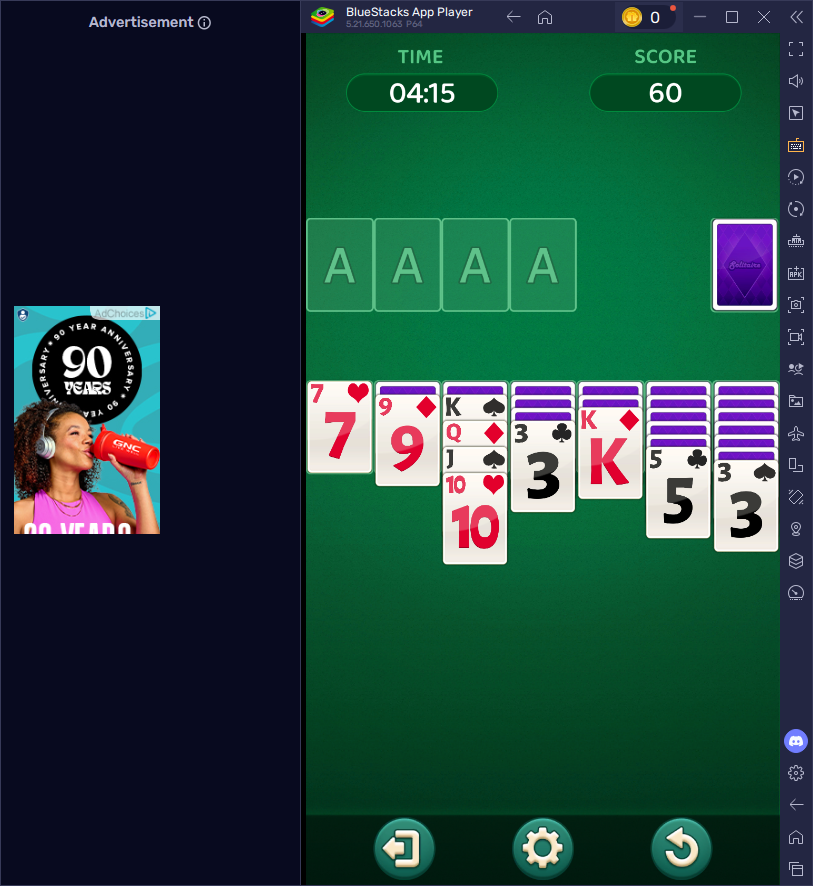 Advertisement
BlueStacks App Player
5.21.650.1063 P64
0
TIME
SCORE
04:15
60
A A A A
Solitaire
AdChoices
90 YEAR ANNIVERSARY
90
YEARS
GNC
90 YEARS
7
7
9
9
K
Q
J
10
10
3
3
K
K
5
5
3
3